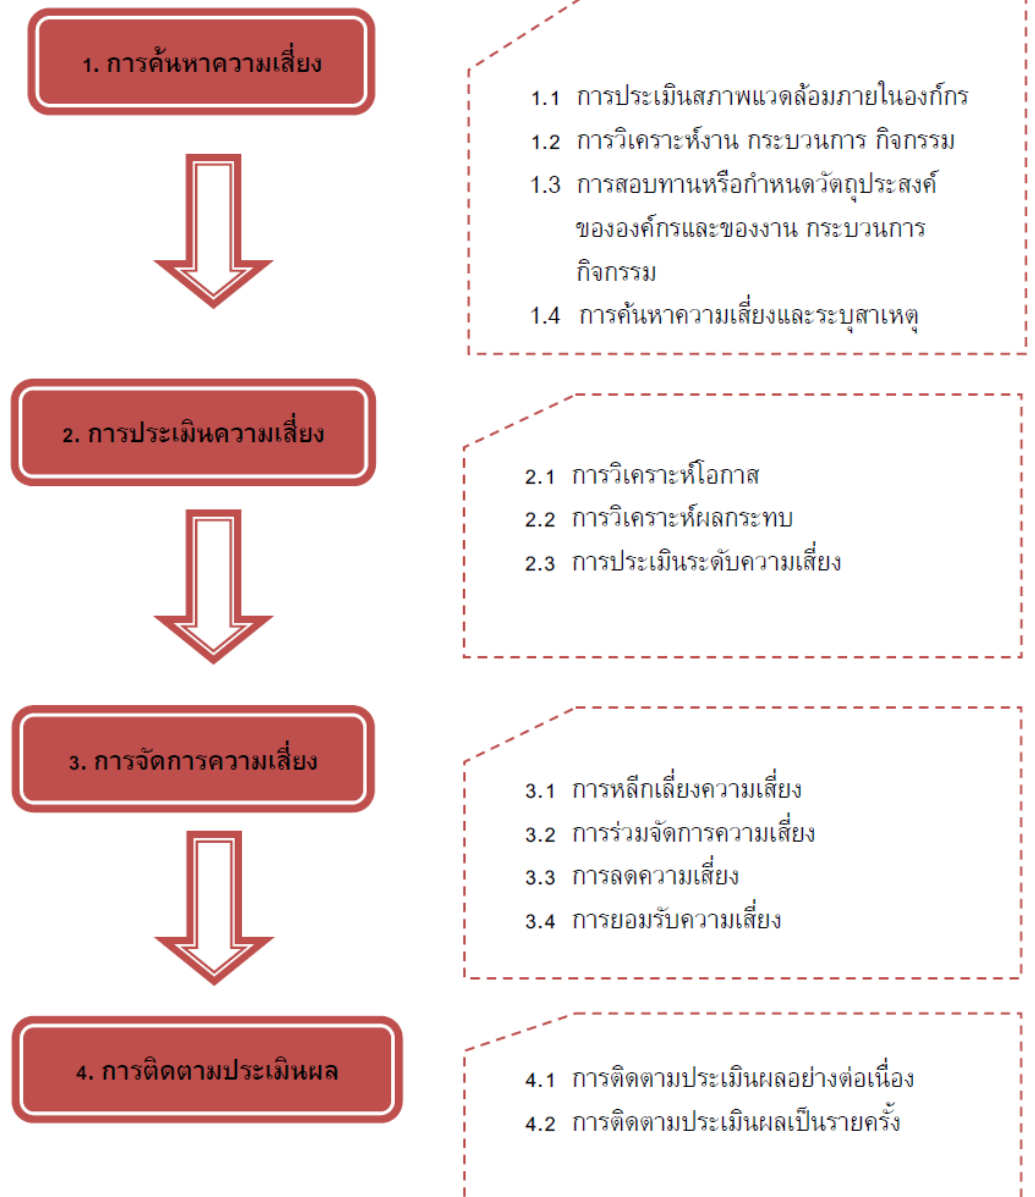 1. การค้นหาความเสี่ยง
1.1 การประเมินสภาพแวดล้อมภายในองก์กร
1.2 การวิเคราะห์งาน กระบวนการ กิจกรรม
1.3 การสอบทานหรือกำหนดวัตถุประสงค์
ขององค์กรและของงาน กระบวนการ
กิจกรรม
1.4 การค้นหาความเสี่ยงและระบุสาเหตุ
2. การประเมินความเสี่ยง
2.1 การวิเคราะห์โอกาส
2.2 การวิเคราะห์ผลกระทบ
2.3 การประเมินระดับความเสี่ยง
3. การจัดการความเสี่ยง
3.1 การหลีกเลี่ยงความเสี่ยง
3.2 การร่วมจัดการความเสี่ยง
3.3 การลดความเสี่ยง
3.4 การยอมรับความเสี่ยง
4. การติดตามประเมินผล
4.1 การติดตามประเมินผลอย่างต่อเนื่อง
4.2 การติดตามประเมินผลเป็นรายครั้ง